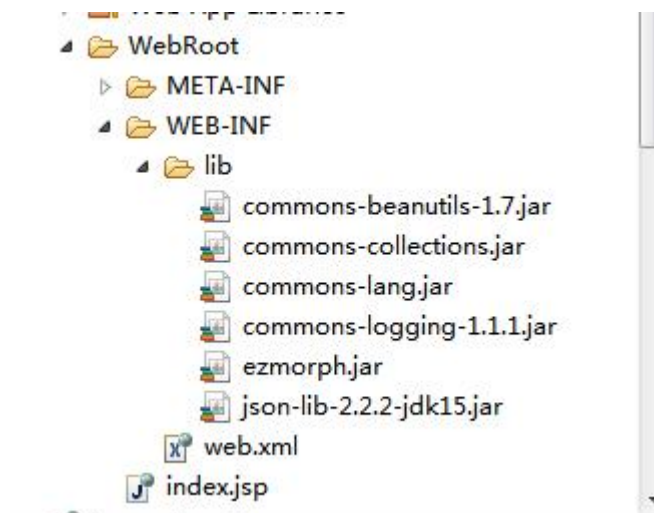 WebRoot
META-INF
WEB-INF
lib
commons-beanutils-1.7.jar
commons-collections.jar
commons-lang.jar
commons-logging-1.1.1.jar
ezmorph.jar
json-lib-2.2.2-jdk15.jar
web.xml
index.jsp